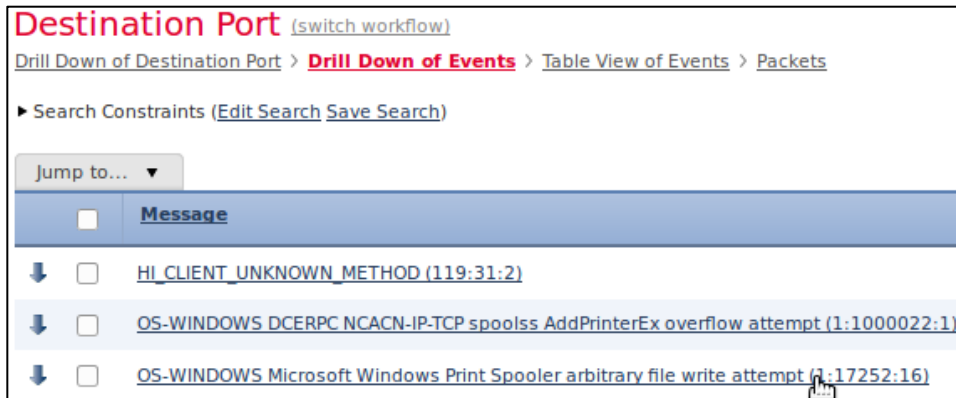 Destination Port (switch workflow)
Drill Down of Destination Port > Drill Down of Events > Table View of Events > Packets
Search Constraints (Edit Search Save Search)
Jump to...
Message
HI_CLIENT_UNKNOWN_METHOD (119:31:2)
OS-WINDOWS DCERPC NCACN-IP-TCP spoolss AddPrinterEx overflow attempt (1:1000022:1)
OS-WINDOWS Microsoft Windows Print Spooler arbitrary file write attempt (1:17252:16)